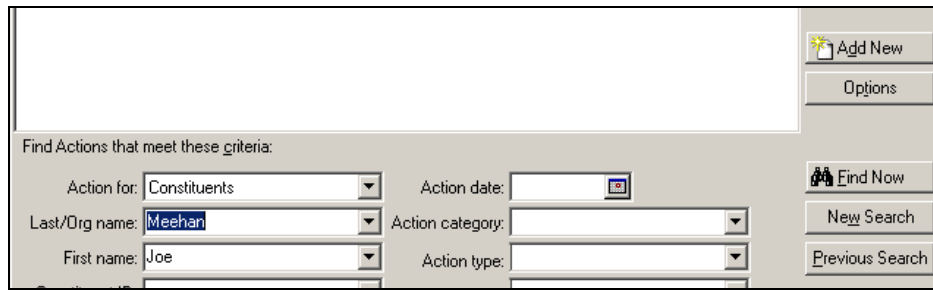 Add New
Options
Find Actions that meet these criteria:
Action for: Constituents Action date:
Find Now
Last/Org name: Meehan Action category:
New Search
First name: Joe Action type:
Previous Search